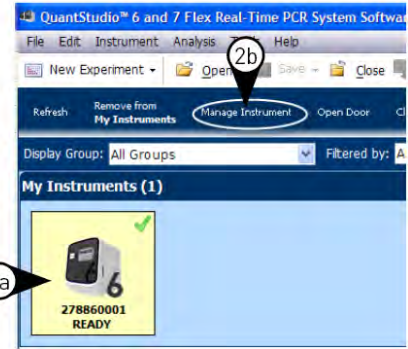 QuantStudio™ 6 and 7 Flex Real-Time PCR System Softwar
File Edit Instrument Analysis Help
2b
New Experiment Open Save Close
Refresh Remove from My Instruments Manage Instrument Open Door
Display Group: All Groups Filtered by: A
My Instruments (1)
6
a
278860001
READY